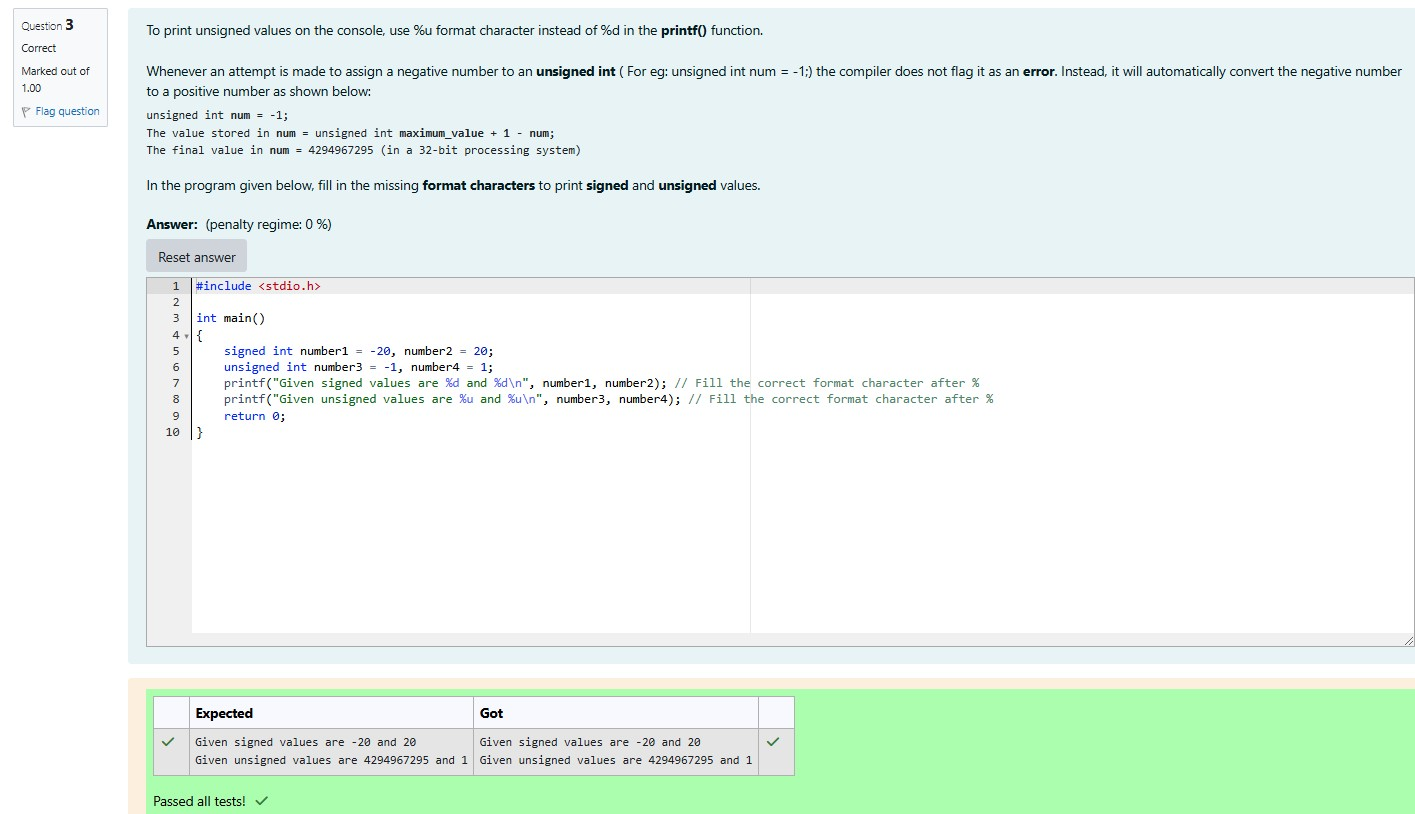 Question 3
Correct
Marked out of
1.00
Flag question
To print unsigned values on the console, use %u format character instead of %d in the printf() function.
Whenever an attempt is made to assign a negative number to an unsigned int ( For eg: unsigned int num = -1;) the compiler does not flag it as an error. Instead, it will automatically convert the negative number
to a positive number as shown below:
unsigned int num = -1;
The value stored in num = unsigned int maximum_value + 1 - num;
The final value in num = 4294967295 (in a 32-bit processing system)
In the program given below, fill in the missing format characters to print signed and unsigned values.
Answer: (penalty regime: 0 %)
Reset answer
1 #include <stdio.h>
2
3 int main()
4 {
5     signed int number1 = -20, number2 = 20;
6     unsigned int number3 = -1, number4 = 1;
7     printf("Given signed values are %d and %d\n", number1, number2); // Fill the correct format character after %
8     printf("Given unsigned values are %u and %u\n", number3, number4); // Fill the correct format character after %
9     return 0;
10 }
Expected Got
Given signed values are -20 and 20 Given signed values are -20 and 20
Given unsigned values are 4294967295 and 1 Given unsigned values are 4294967295 and 1
Passed all tests!